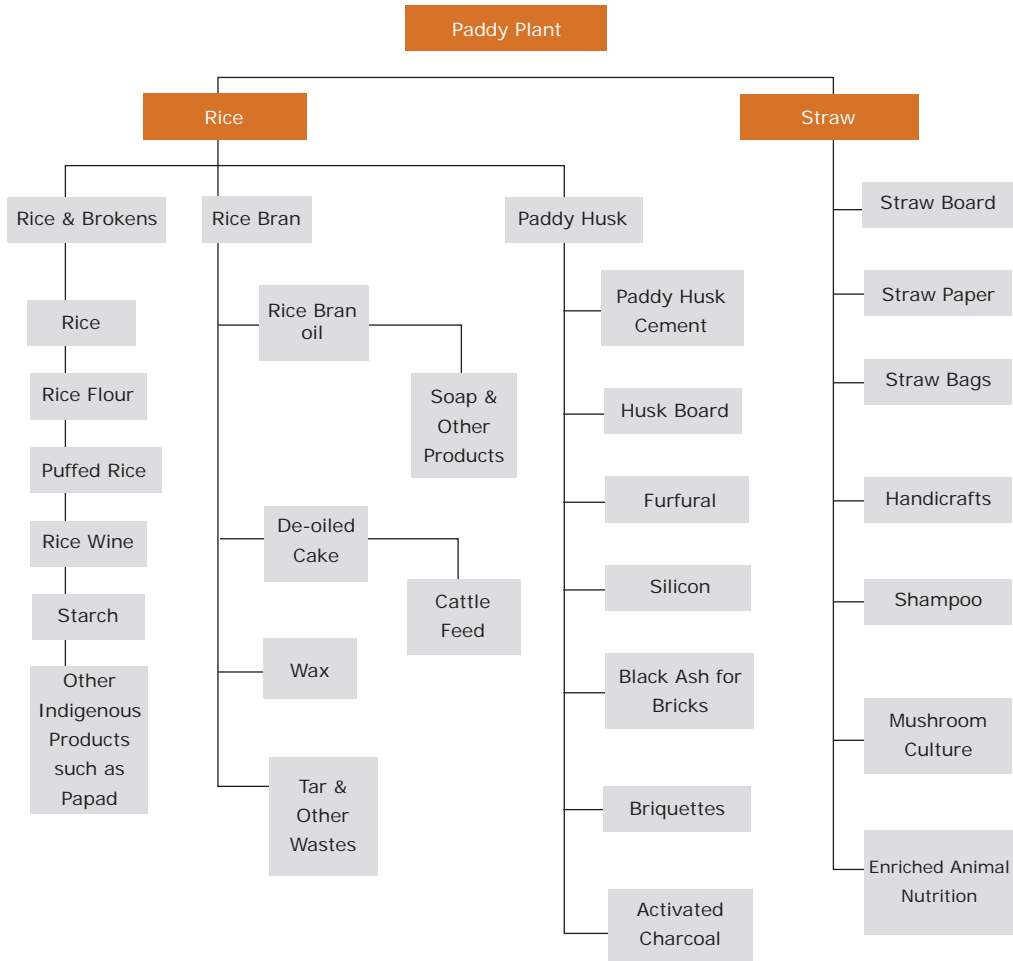 Paddy Plant
Rice
Straw
Rice & Brokens
Rice
Rice Flour
Puffed Rice
Rice Wine
Starch
Other
Indigenous
Products
such as
Papad
Rice Bran
Rice Bran
oil
Soap &
Other
Products
De-oiled
Cake
Cattle
Feed
Wax
Tar &
Other
Wastes
Paddy Husk
Paddy Husk
Cement
Husk Board
Furfural
Silicon
Black Ash for
Bricks
Briquettes
Activated
Charcoal
Straw Board
Straw Paper
Straw Bags
Handicrafts
Shampoo
Mushroom
Culture
Enriched Animal
Nutrition